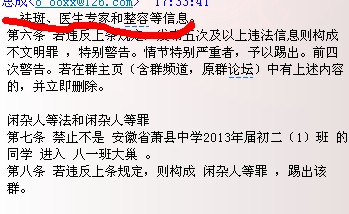 (o_ooxx@126.com) 17:33:41
祛斑、医生专家和整容等信息。
第六条 若违反上条规定，发布五次及以上违法信息则构成
不文明罪 ，特别警告。情节特别严重者，予以踢出。前四
次警告。若在群主页（含群频道，原群论坛）中有上述内容
的，并立即删除。
闲杂人等法和闲杂人等罪
第七条 禁止不是 安徽省萧县中学2013年届初二（1）班 的
同学 进入 八一班大巢 。
第八条 若违反上条规定，则构成 闲杂人等罪 ，踢出该
群。